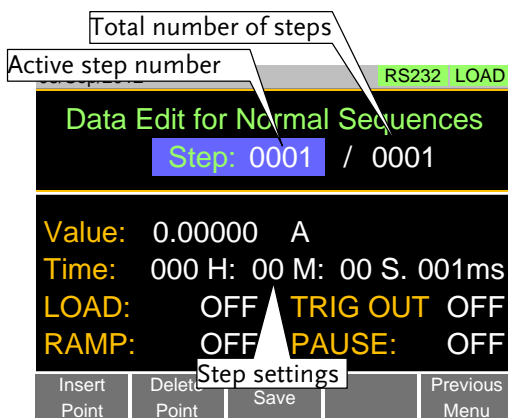 Total number of steps
Active step number
RS232 LOAD
Data Edit for Normal Sequences
Step: 0001 / 0001
Value: 0.00000 A
Time: 000 H: 00 M: 00 S. 001ms
LOAD: OFF TRIG OUT OFF
RAMP: OFF PAUSE: OFF
Step settings
Insert Point
Delete Point
Save
Previous Menu